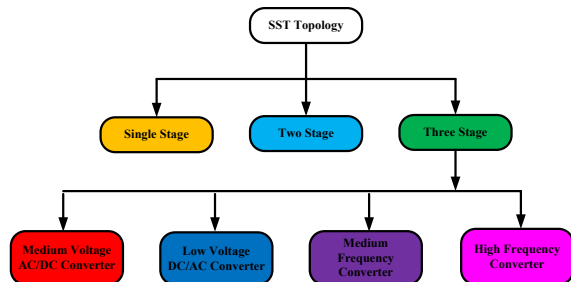 SST Topology
Single Stage
Two Stage
Three Stage
Medium Voltage
AC/DC Converter
Low Voltage
DC/AC Converter
Medium
Frequency
Converter
High Frequency
Converter